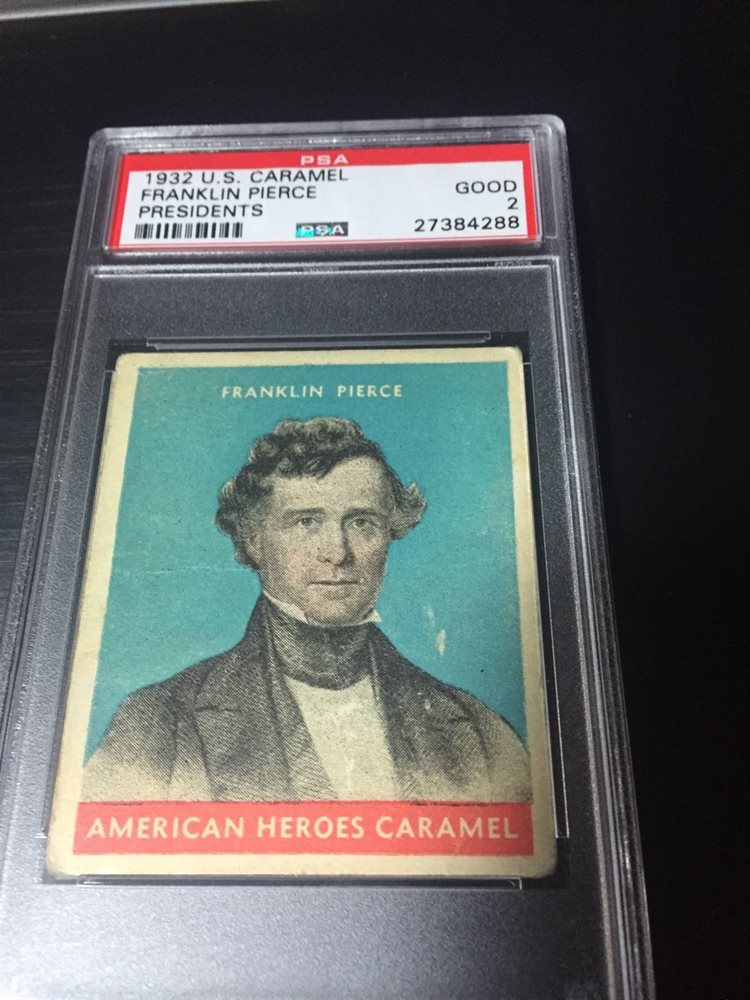 PSA
1932 U.S. CARAMEL
FRANKLIN PIERCE
PRESIDENTS
GOOD
2
27384288
PSA
FRANKLIN PIERCE
AMERICAN HEROES CARAMEL